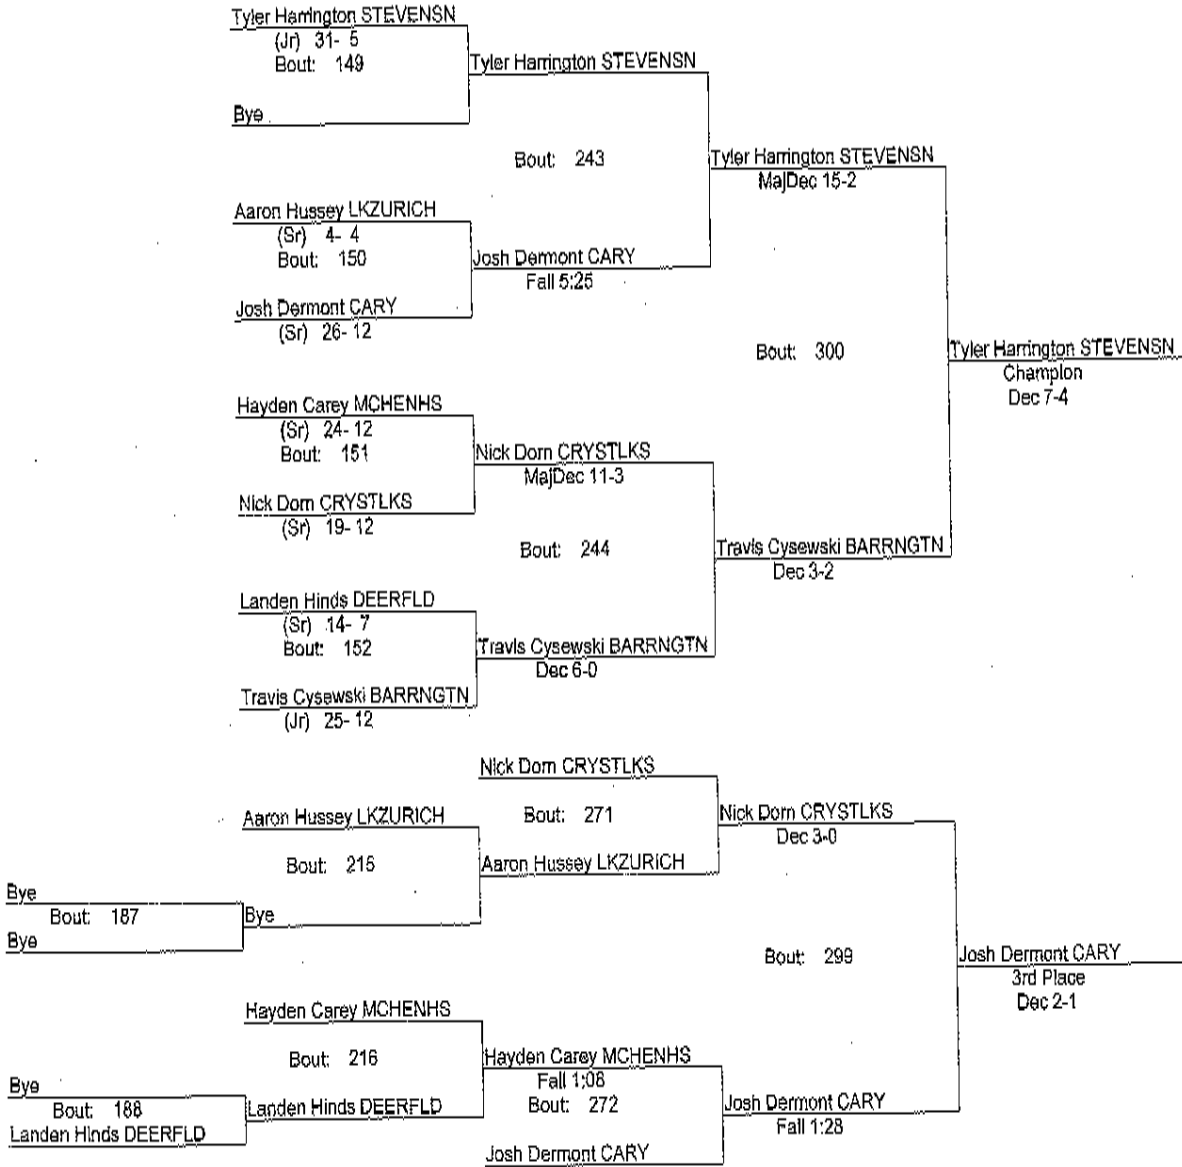 Tyler Harrington STEVENSN
(Jr) 31- 5
Bout: 149
Tyler Harrington STEVENSN
Bye
Bout: 243
Tyler Harrington STEVENSN
MajDec 15-2
Aaron Hussey LKZURICH
(Sr) 4- 4
Bout: 150
Josh Dermont CARY
Fall 5:25
Josh Dermont CARY
(Sr) 26- 12
Bout: 300
Tyler Harrington STEVENSN
Champion
Dec 7-4
Hayden Carey MCHENHS
(Sr) 24- 12
Bout: 151
Nick Dorn CRYSTLKS
MajDec 11-3
Nick Dorn CRYSTLKS
(Sr) 19- 12
Bout: 244
Travis Cysewski BARRNGTN
Dec 3-2
Landen Hinds DEERFLD
(Sr) 14- 7
Bout: 152
Travis Cysewski BARRNGTN
Dec 6-0
Travis Cysewski BARRNGTN
(Jr) 25- 12
Nick Dorn CRYSTLKS
Bout: 271
Nick Dorn CRYSTLKS
Dec 3-0
Aaron Hussey LKZURICH
Bout: 215
Aaron Hussey LKZURICH
Bye
Bout: 187
Bye
Bye
Bout: 299
Josh Dermont CARY
3rd Place
Dec 2-1
Hayden Carey MCHENHS
Bout: 216
Hayden Carey MCHENHS
Fall 1:08
Bout: 272
Bye
Bout: 188
Landen Hinds DEERFLD
Landen Hinds DEERFLD
Josh Dermont CARY
Fall 1:28
Josh Dermont CARY